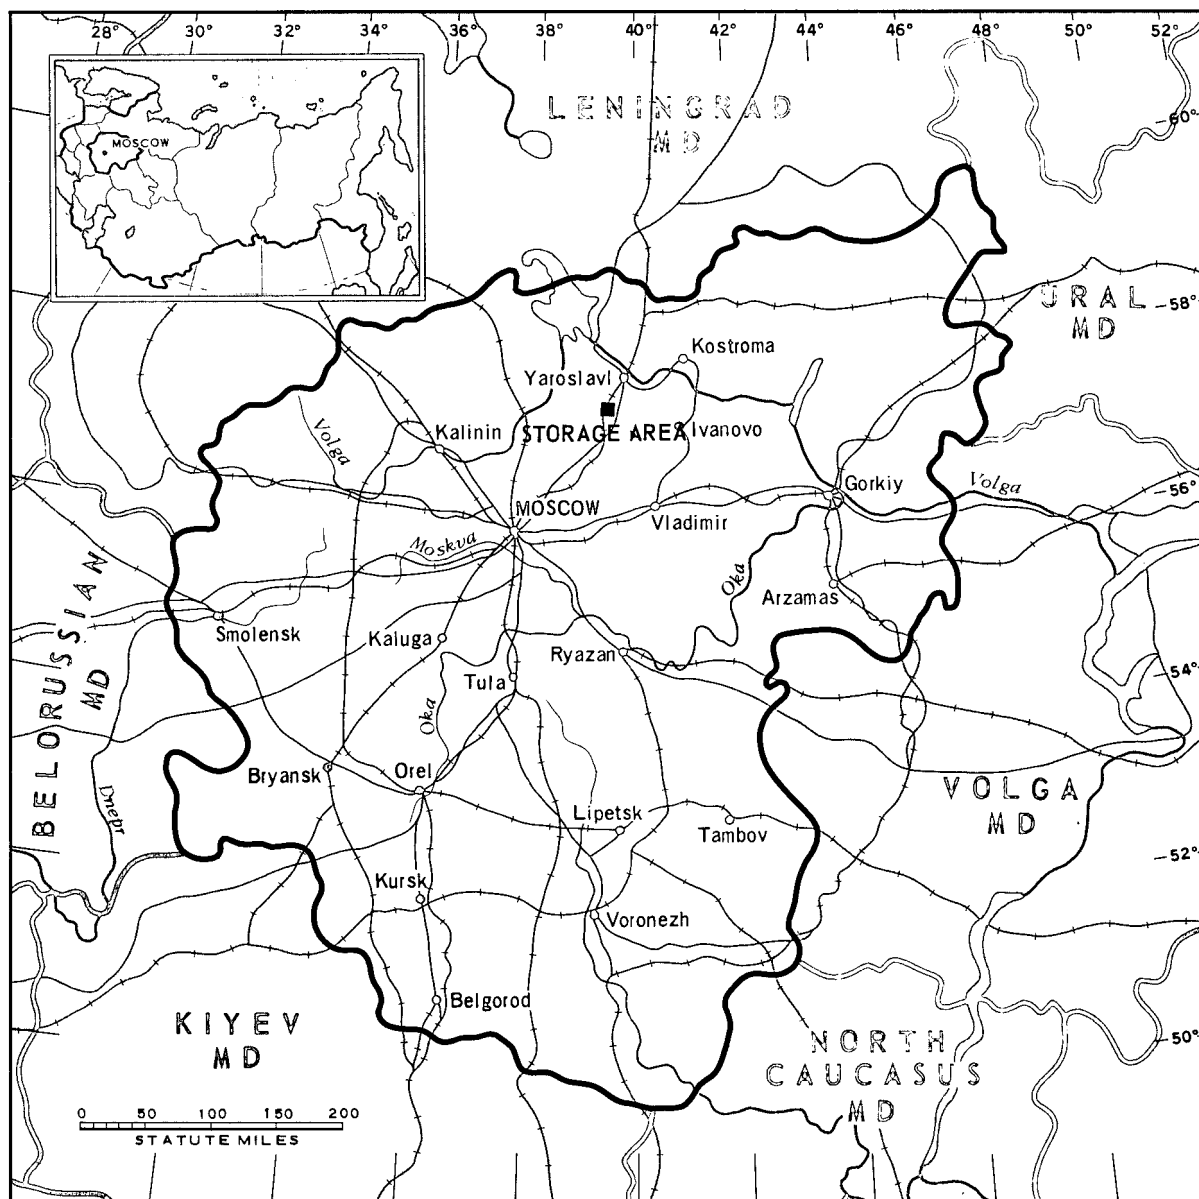 28° 30° 32° 34° 36° 38° 40° 42° 44° 46° 48° 50° 52°
MOSCOW
LENINGRAD
MD
60°
URAL
MD
58°
Kostroma
Yaroslavl
STORAGE AREA
Ivanovo
Kalinin
Volga
Gorkiy
Volga
56°
MOSCOW
Vladimir
Moskva
Oka
Arzamas
BELORUSSIAN
MD
Smolensk
Kaluga
Ryazan
54°
Tula
Oka
Bryansk
Orel
Dnepr
VOLGA
MD
Lipetsk
Tambov
52°
Kursk
Voronezh
Belgorod
KIYEV
MD
NORTH
CAUCASUS
MD
50°
0 50 100 150 200
STATUTE MILES